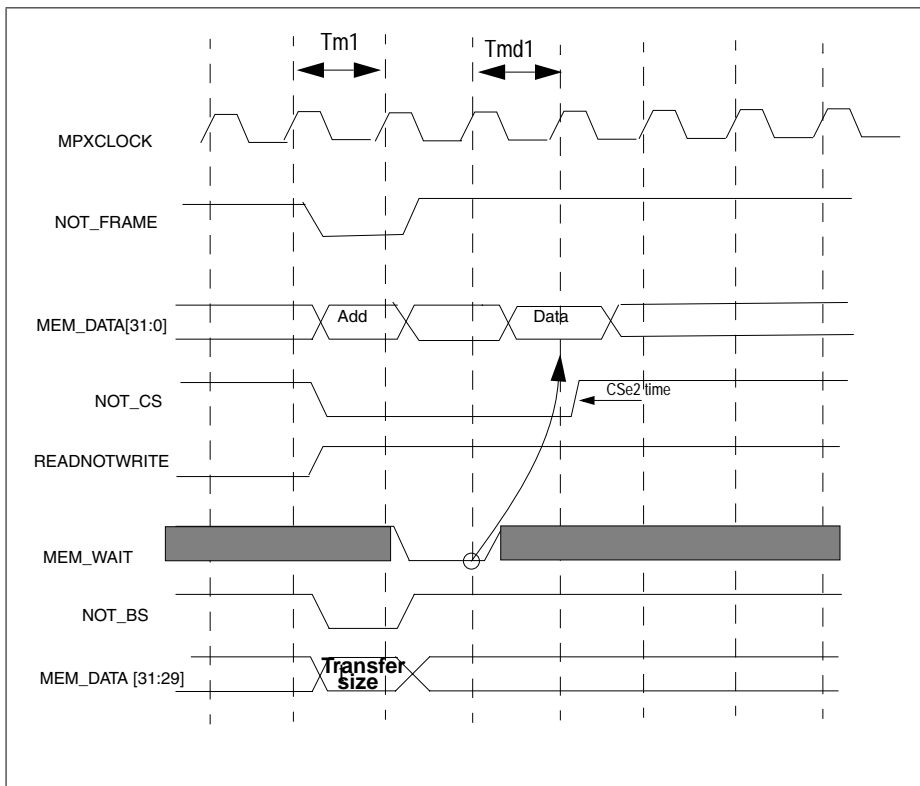 Tm1
Tmd1
MPXCLOCK
NOT_FRAME
MEM_DATA[31:0]
Add
Data
NOT_CS
CSe2 time
READNOTWRITE
MEM_WAIT
NOT_BS
MEM_DATA [31:29]
Transfer
size